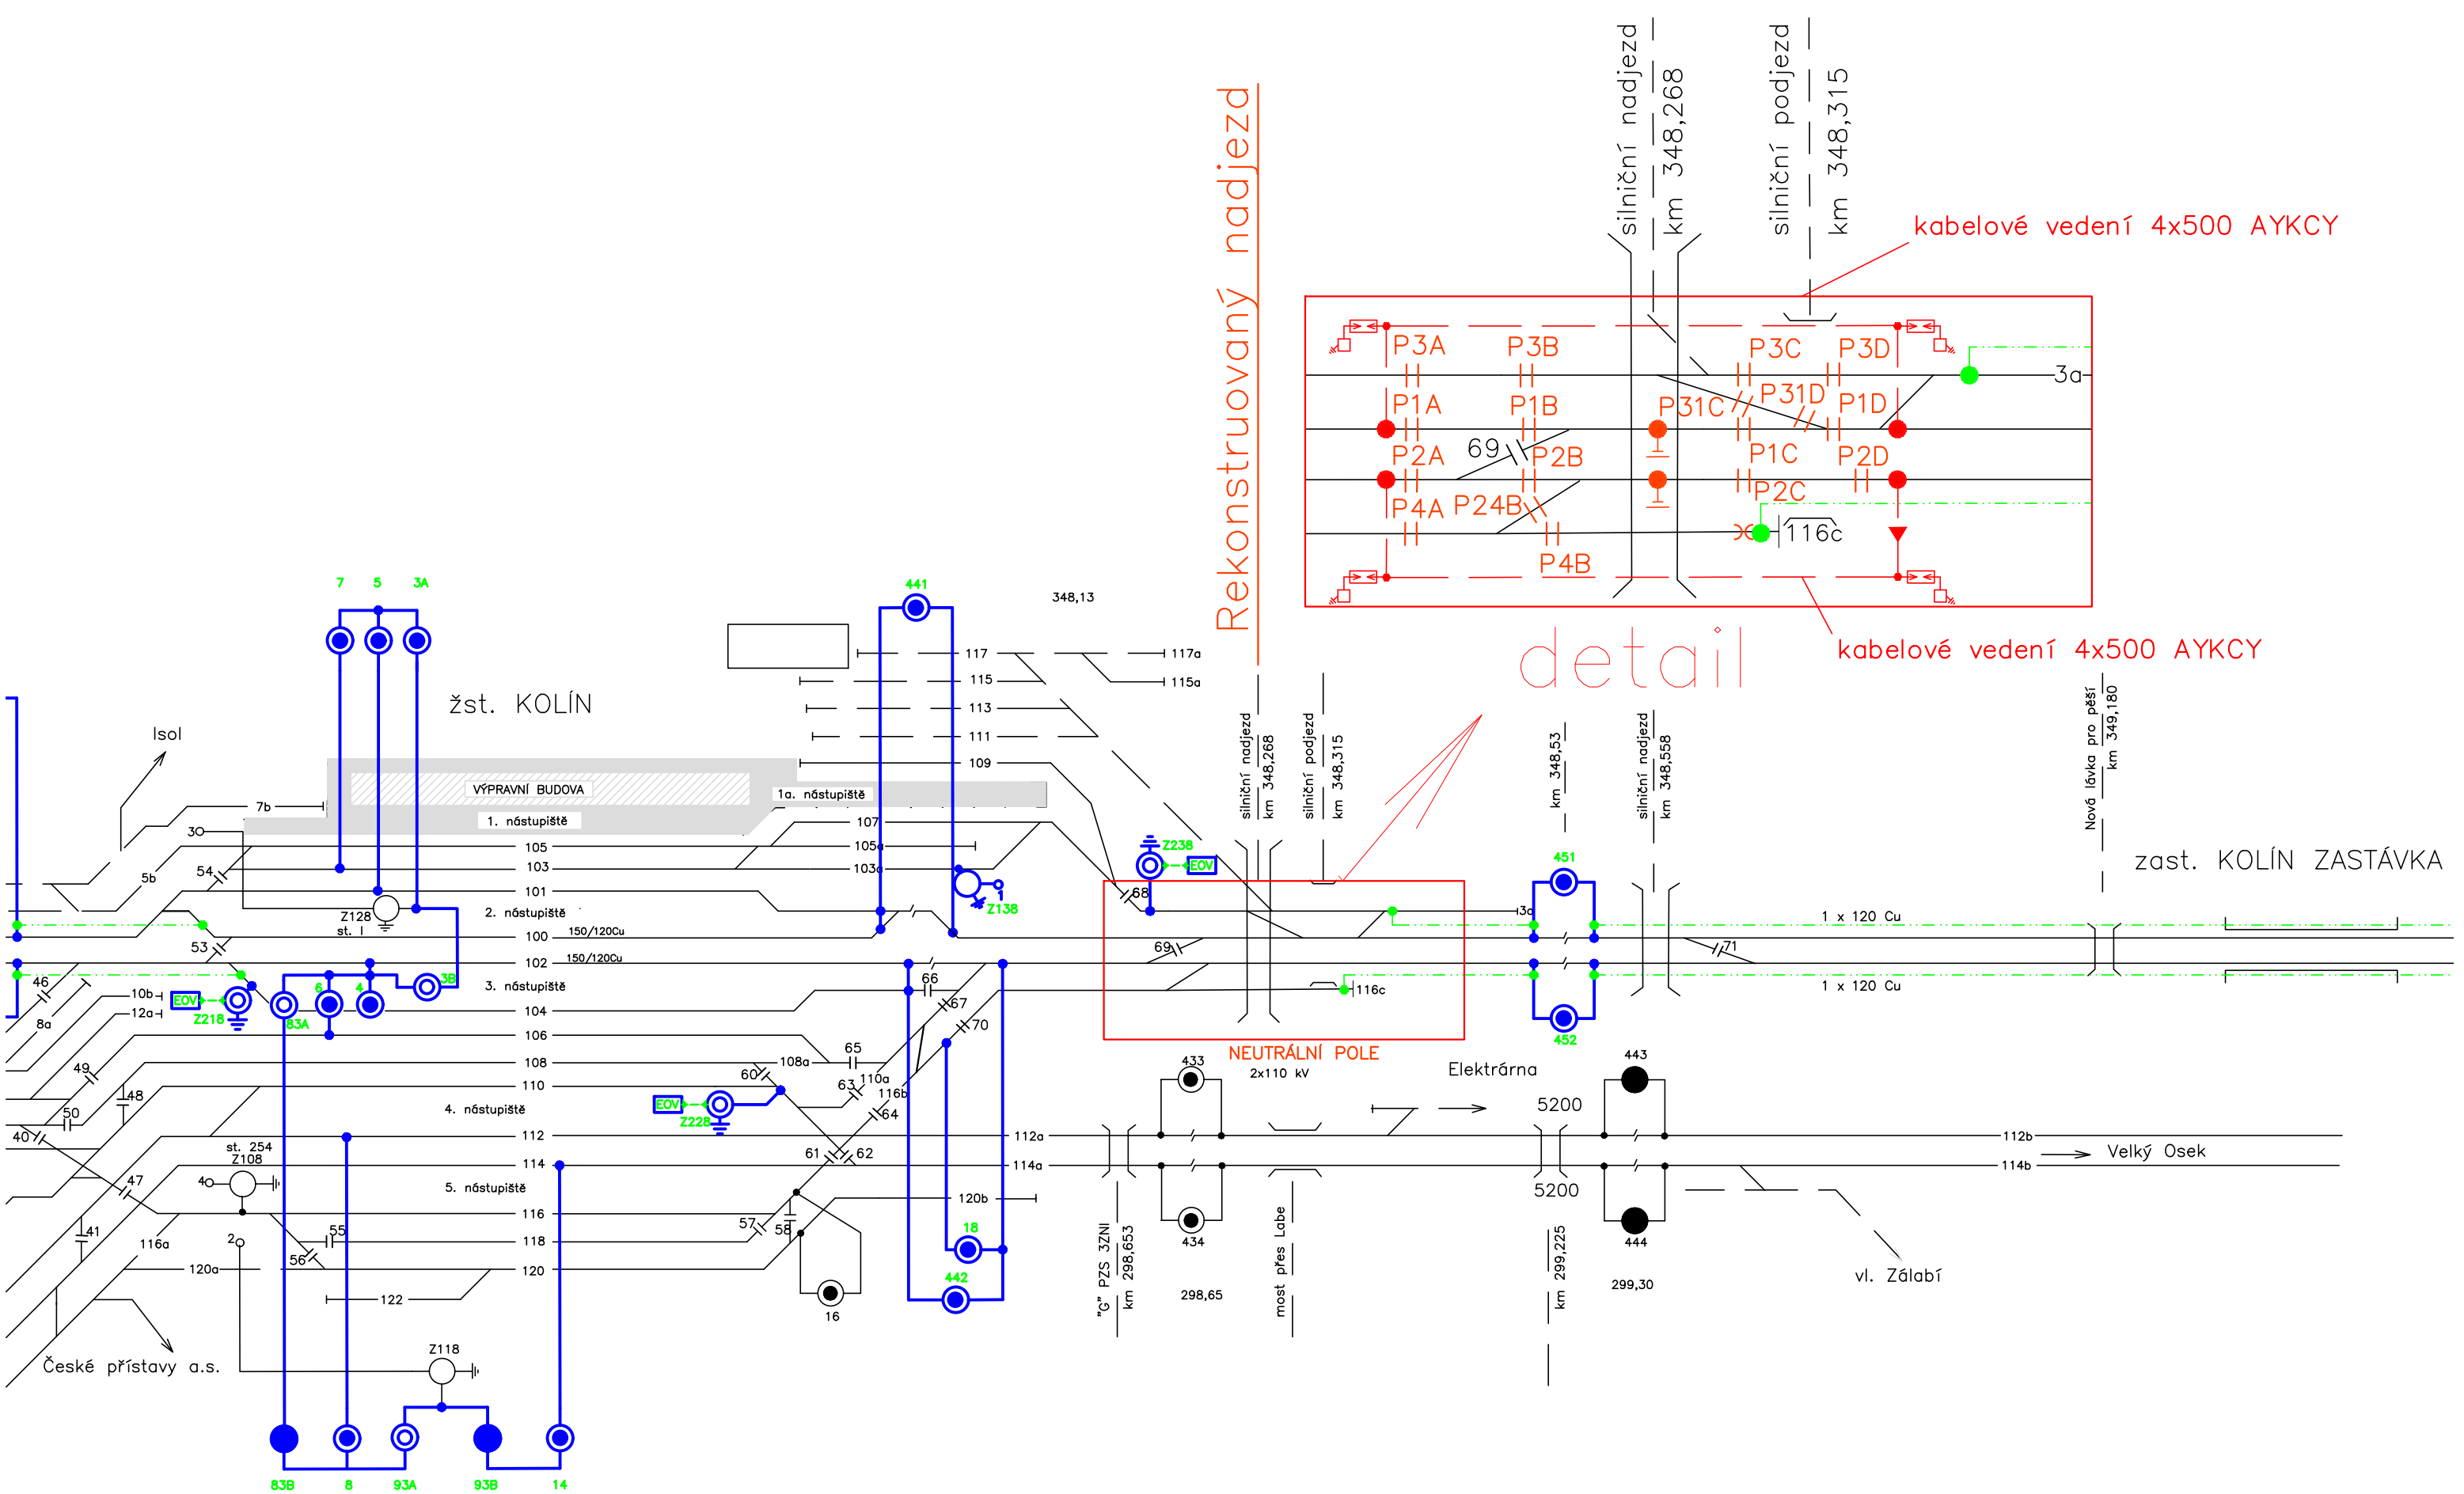 silniční nadjezd
km 348,268
silniční podjezd
km 348,315
Rekonstruovaný nadjezd
kabelové vedení 4x500 AYKCY
P3A
P3B
P3C
P3D
3a
P1A
P1B
P31C
P31D
P1D
69
P2A
P2B
P1C
P2D
P4A
P24B
P2C
116c
P4B
kabelové vedení 4x500 AYKCY
detail
7
5
3A
441
348,13
117
117a
115
115a
113
111
109
žst. KOLÍN
Isol
VÝPRAVNÍ BUDOVA
1a. nástupiště
1. nástupiště
7b
3
107
105
105a
103
103a
54
5b
101
2. nástupiště
Z128
st. I
100
150/120Cu
53
102
150/120Cu
Z138
1
Z238
EOV
68
3a
69
silniční nadjezd
km 348,268
silniční podjezd
km 348,315
km 348,53
silniční nadjezd
km 348,558
Nová lávka pro pěší
km 349,180
zast. KOLÍN ZASTÁVKA
451
1 x 120 Cu
71
1 x 120 Cu
452
116c
NEUTRÁLNÍ POLE
46
10b
12a
8a
EOV
Z218
83A
6
4
3B
3. nástupiště
66
104
67
106
70
108
108a
65
49
60
110
63
110a
116b
48
50
EOV
Z228
64
4. nástupiště
40
112
112a
st. 254
Z108
4
114
61
62
114a
47
5. nástupiště
120b
116
57
58
41
116a
2
55
118
18
56
120a
120
442
122
16
433
2x110 kV
434
298,65
"G" PZS 3ZNI
km 298,653
most přes Labe
Elektrárna
5200
5200
km 299,225
443
444
299,30
112b
114b
Velký Osek
vl. Zálabí
České přístavy a.s.
Z118
83B
8
93A
93B
14